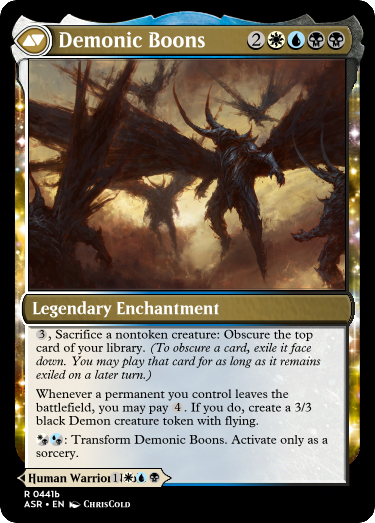 Demonic Boons 2
Legendary Enchantment
3, Sacrifice a nontoken creature: Obscure the top
card of your library. (To obscure a card, exile it face
down. You may play that card for as long as it remains
exiled on a later turn.)
Whenever a permanent you control leaves the
battlefield, you may pay 4. If you do, create a 3/3
black Demon creature token with flying.
: Transform Demonic Boons. Activate only as a
sorcery.
Human Warrior
R 0441b
ASR • EN ChrisCold